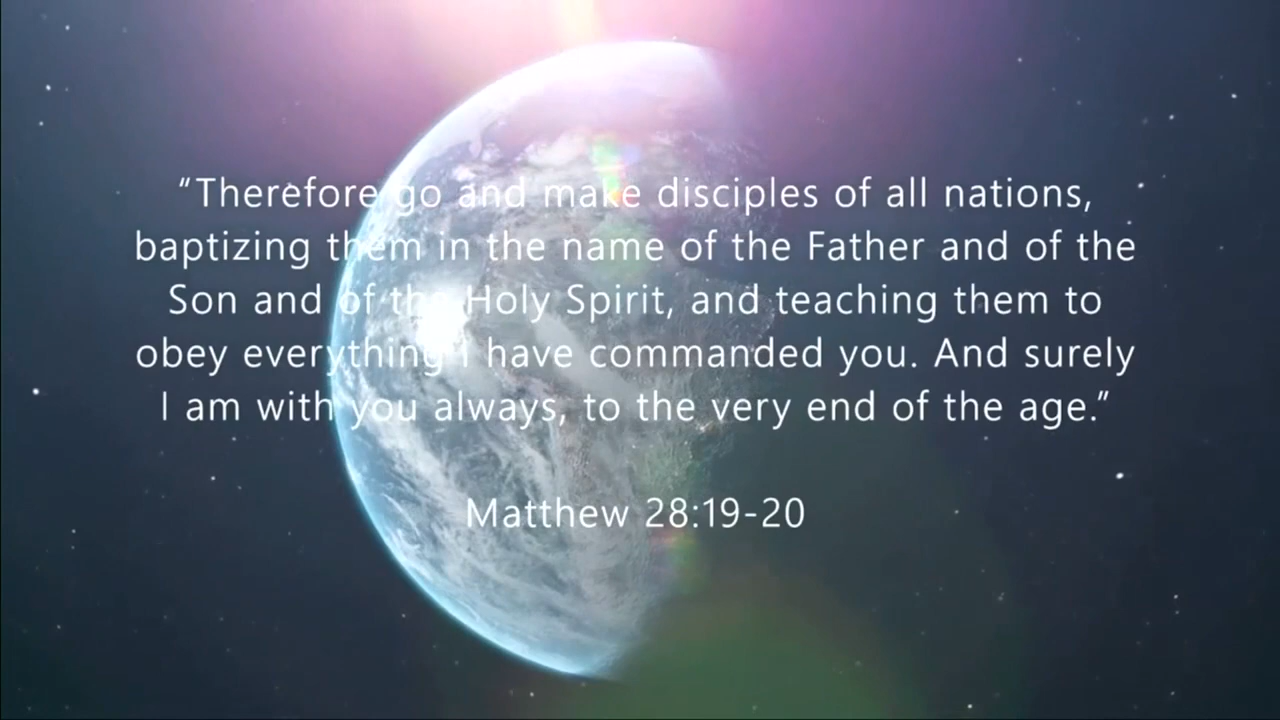 “Therefore go and make disciples of all nations,
baptizing them in the name of the Father and of the
Son and of the Holy Spirit, and teaching them to
obey everything I have commanded you. And surely
I am with you always, to the very end of the age.”
Matthew 28:19-20